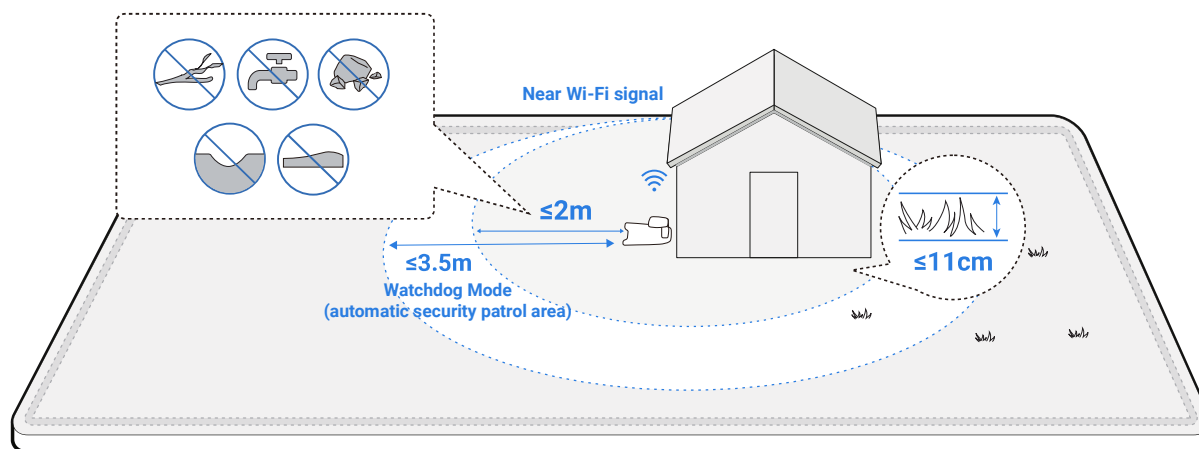 Near Wi-Fi signal
≤2m
≤3.5m
Watchdog Mode
(automatic security patrol area)
≤11cm